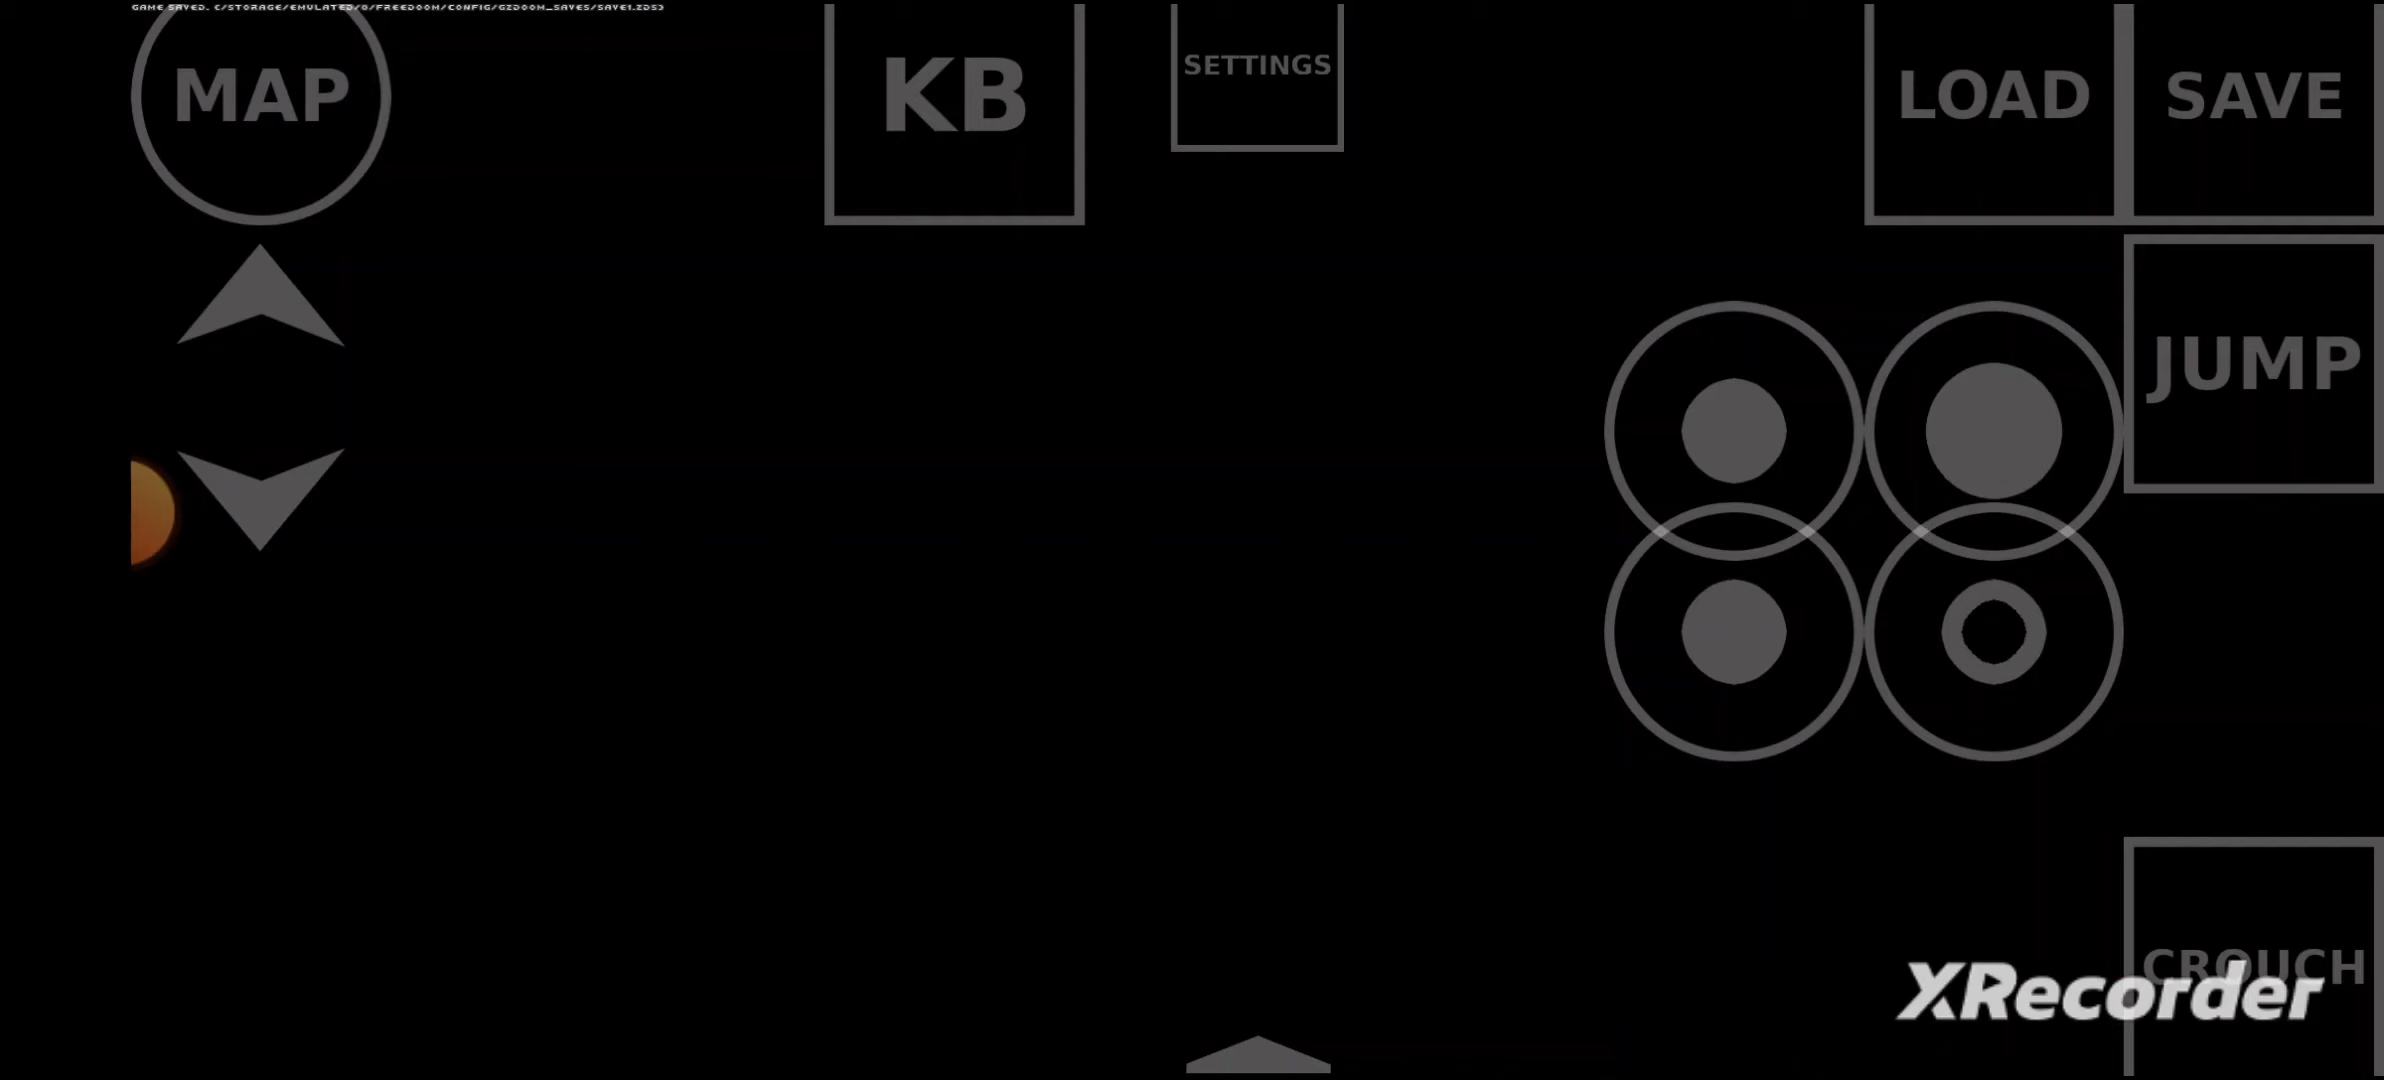 GAME SAVED. (/STORAGE/EMULATED/0/FREEDOOM/CONFIG/GZDOOM_SAVES/SAVE1.ZDS)
MAP
KB
SETTINGS
LOAD
SAVE
JUMP
CROUCH
XRecorder